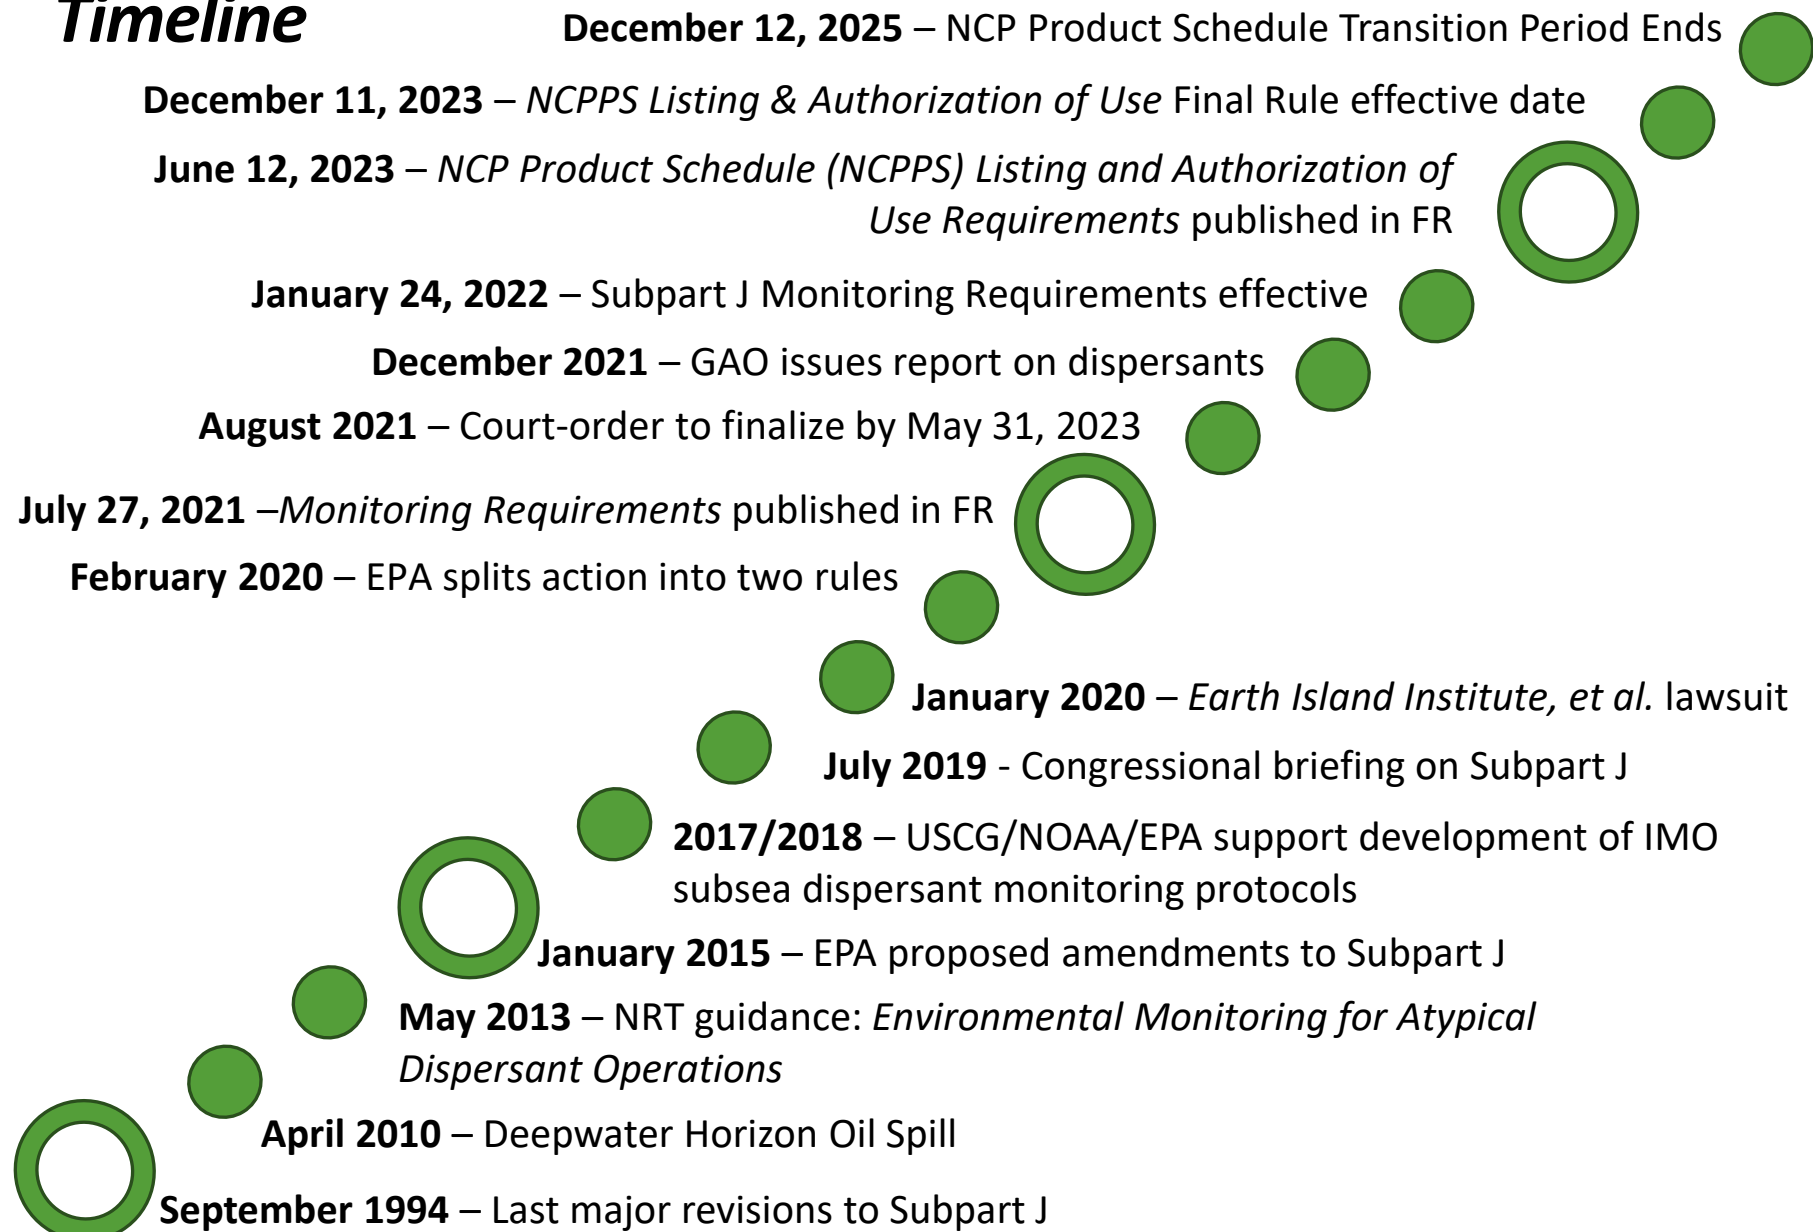 Timeline
December 12, 2025 – NCP Product Schedule Transition Period Ends
December 11, 2023 – NCPPS Listing & Authorization of Use Final Rule effective date
June 12, 2023 – NCP Product Schedule (NCPPS) Listing and Authorization of
Use Requirements published in FR
January 24, 2022 – Subpart J Monitoring Requirements effective
December 2021 – GAO issues report on dispersants
August 2021 – Court-order to finalize by May 31, 2023
July 27, 2021 –Monitoring Requirements published in FR
February 2020 – EPA splits action into two rules
January 2020 – Earth Island Institute, et al. lawsuit
July 2019 - Congressional briefing on Subpart J
2017/2018 – USCG/NOAA/EPA support development of IMO
subsea dispersant monitoring protocols
January 2015 – EPA proposed amendments to Subpart J
May 2013 – NRT guidance: Environmental Monitoring for Atypical
Dispersant Operations
April 2010 – Deepwater Horizon Oil Spill
September 1994 – Last major revisions to Subpart J